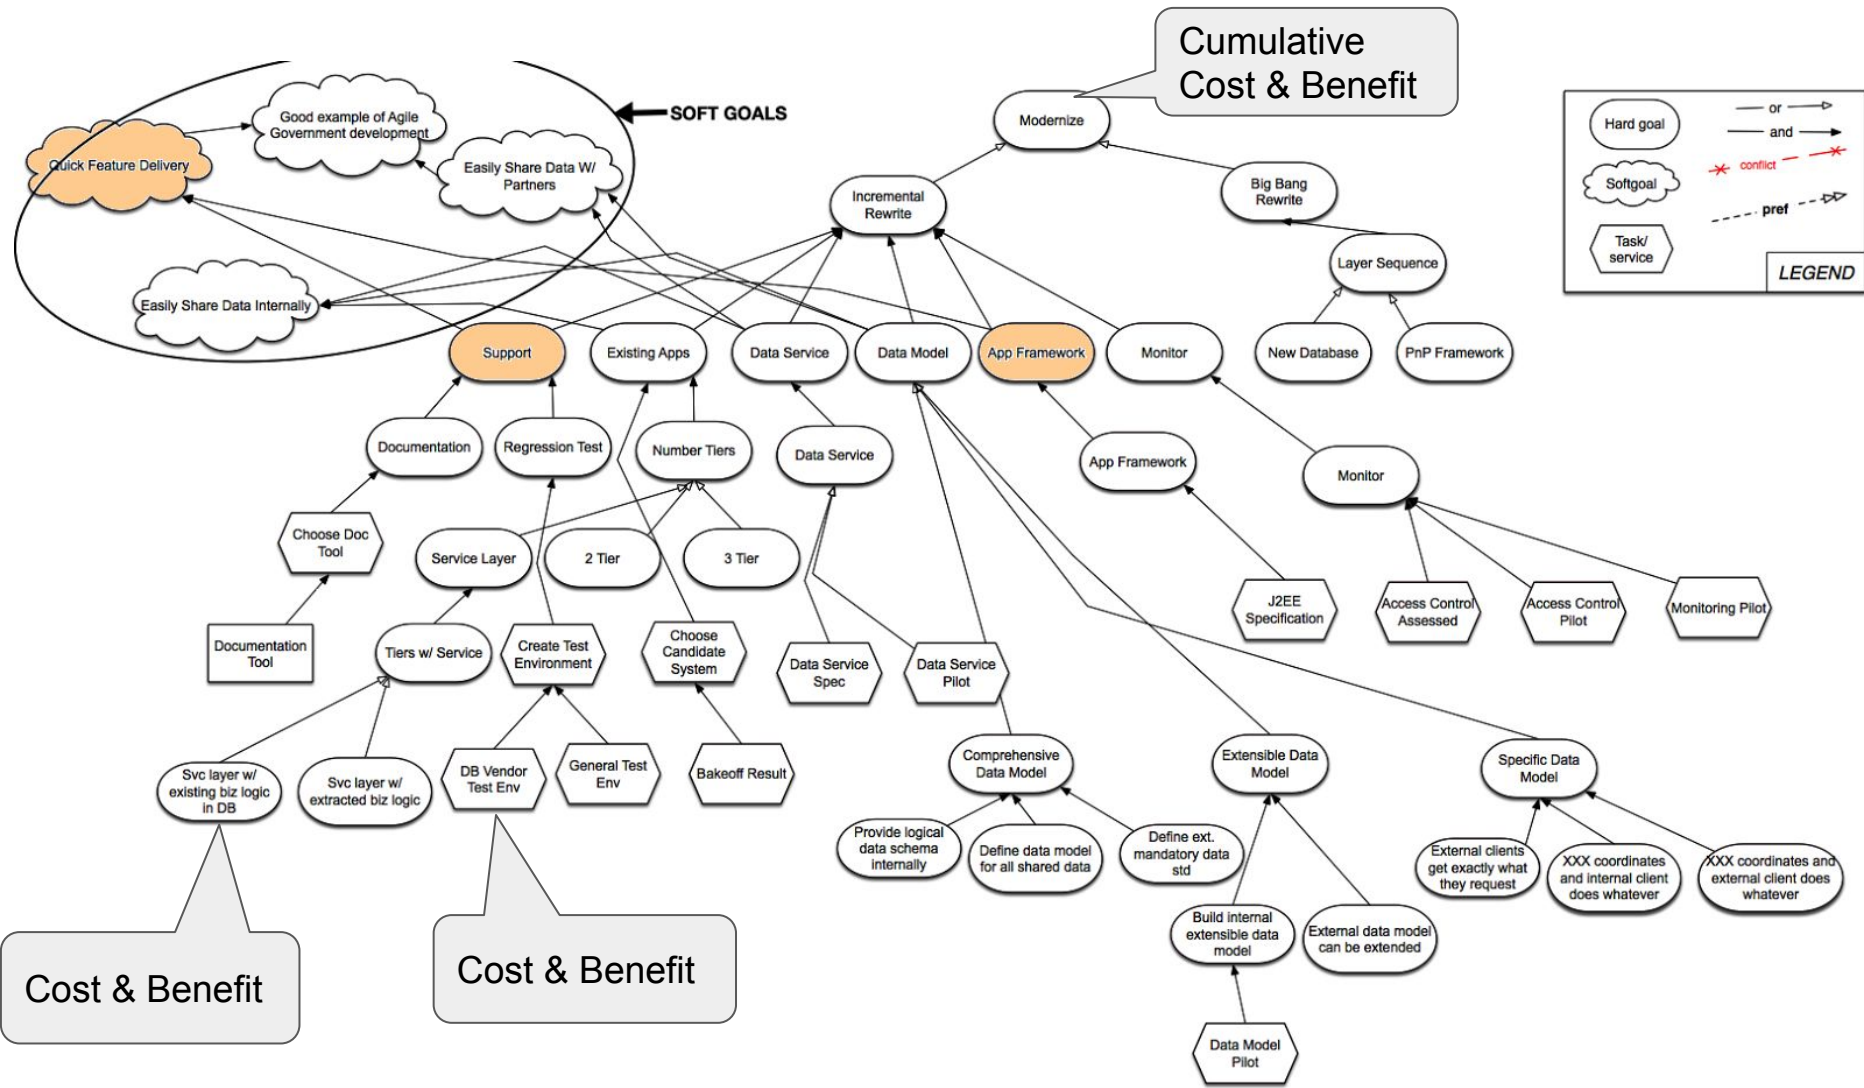 Cumulative
Cost & Benefit
Good example of Agile
Government development
SOFT GOALS
Quick Feature Delivery
Easily Share Data W/
Partners
Easily Share Data Internally
Modernize
Incremental
Rewrite
Big Bang
Rewrite
Layer Sequence
Hard goal
or
and
conflict
Softgoal
pref
Task/
service
LEGEND
Support
Existing Apps
Data Service
Data Model
App Framework
Monitor
New Database
PnP Framework
Documentation
Regression Test
Number Tiers
Data Service
App Framework
Monitor
Choose Doc
Tool
Service Layer
2 Tier
3 Tier
J2EE
Specification
Access Control
Assessed
Access Control
Pilot
Monitoring Pilot
Documentation
Tool
Tiers w/ Service
Create Test
Environment
Choose
Candidate
System
Data Service
Spec
Data Service
Pilot
Svc layer w/
existing biz logic
in DB
Svc layer w/
extracted biz logic
DB Vendor
Test Env
General Test
Env
Bakeoff Result
Comprehensive
Data Model
Extensible Data
Model
Specific Data
Model
Provide logical
data schema
internally
Define data model
for all shared data
Define ext.
mandatory data
std
External clients
get exactly what
they request
XXX coordinates
and internal client
does whatever
XXX coordinates and
external client does
whatever
Build internal
extensible data
model
External data model
can be extended
Cost & Benefit
Cost & Benefit
Data Model
Pilot